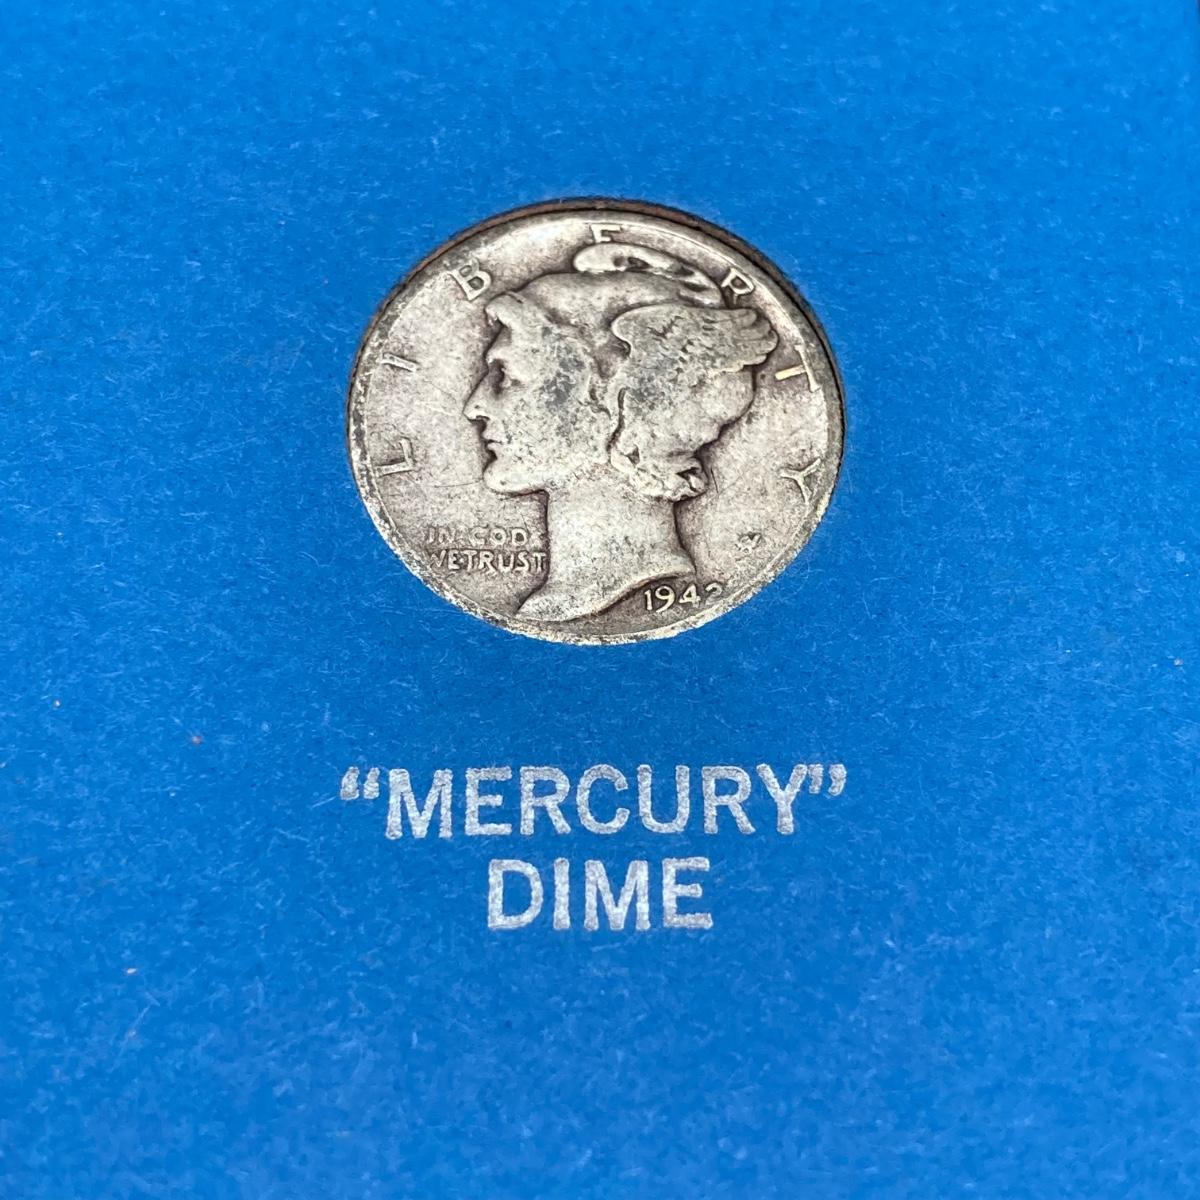 LIBERTY
IN GOD
WE TRUST
“MERCURY”
DIME